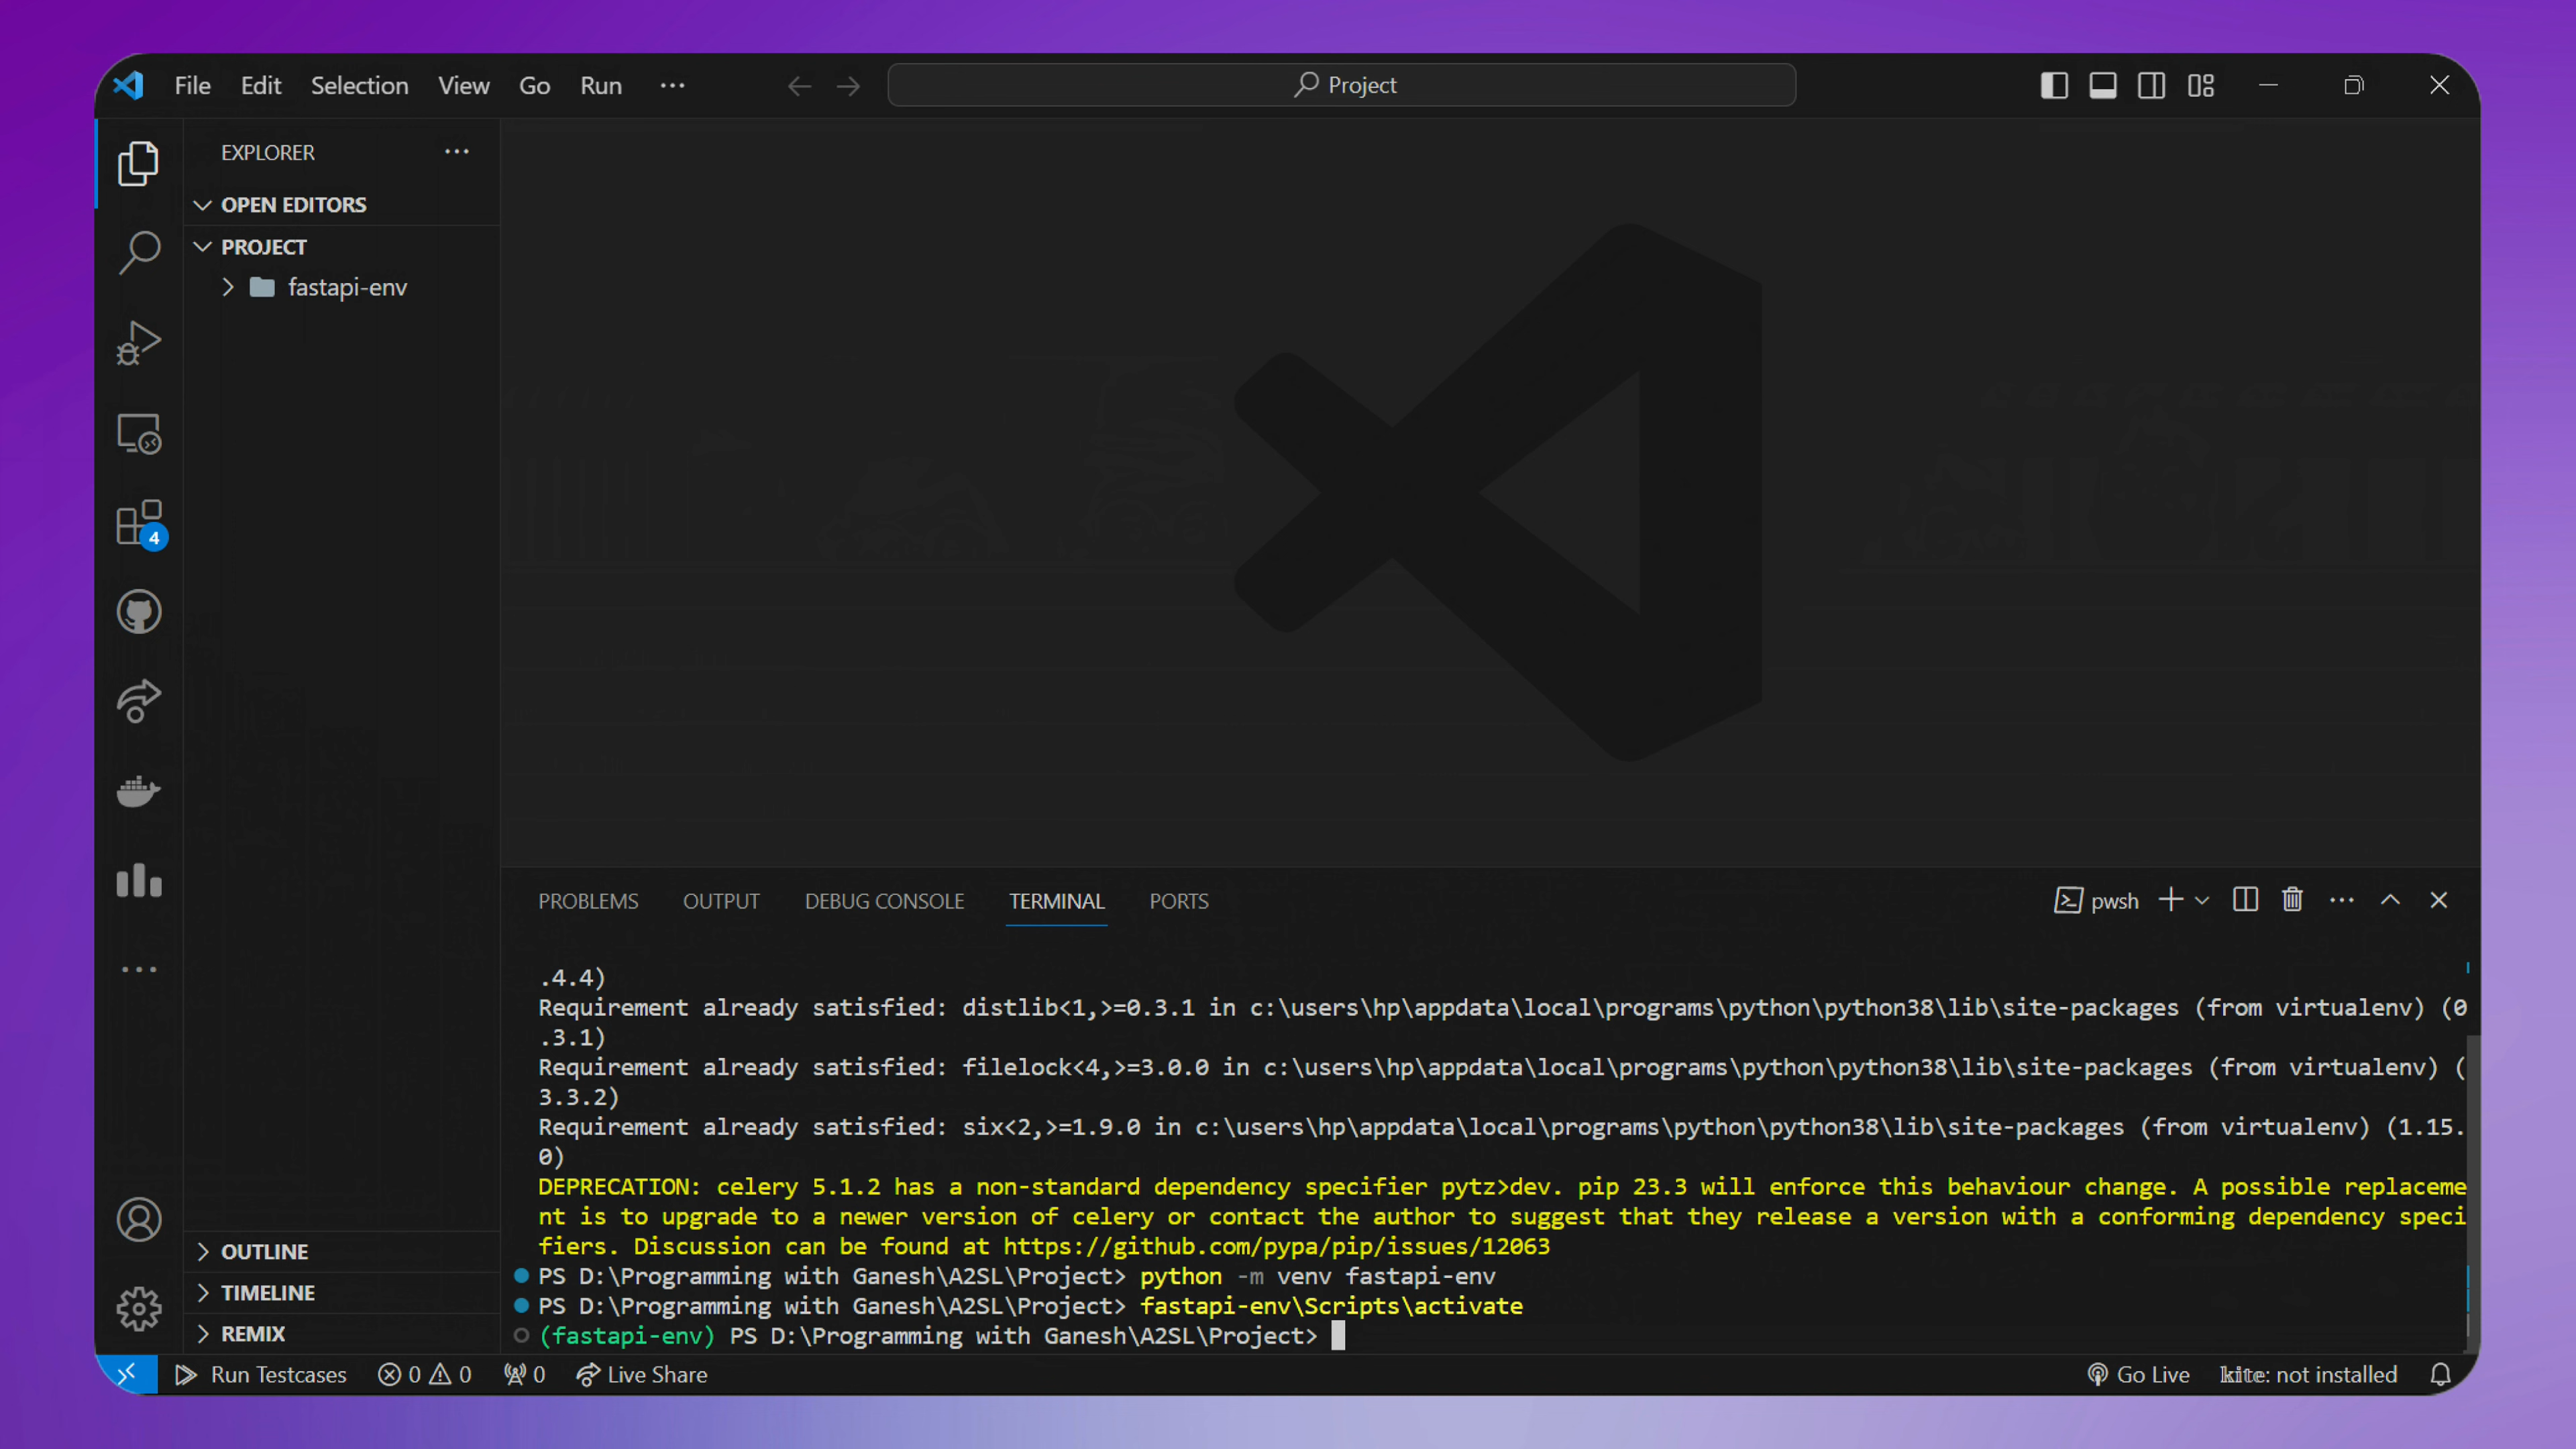 File Edit Selection View Go Run ··· Project
EXPLORER ···
OPEN EDITORS
PROJECT
fastapi-env
4
PROBLEMS OUTPUT DEBUG CONSOLE TERMINAL PORTS pwsh ···
.4.4)
Requirement already satisfied: distlib<1,>=0.3.1 in c:\users\hp\appdata\local\programs\python\python38\lib\site-packages (from virtualenv) (0
.3.1)
Requirement already satisfied: filelock<4,>=3.0.0 in c:\users\hp\appdata\local\programs\python\python38\lib\site-packages (from virtualenv) (
3.3.2)
Requirement already satisfied: six<2,>=1.9.0 in c:\users\hp\appdata\local\programs\python\python38\lib\site-packages (from virtualenv) (1.15.
0)
DEPRECATION: celery 5.1.2 has a non-standard dependency specifier pytz>dev. pip 23.3 will enforce this behaviour change. A possible replaceme
nt is to upgrade to a newer version of celery or contact the author to suggest that they release a version with a conforming dependency speci
fiers. Discussion can be found at https://github.com/pypa/pip/issues/12063
PS D:\Programming with Ganesh\A2SL\Project> python -m venv fastapi-env
PS D:\Programming with Ganesh\A2SL\Project> fastapi-env\Scripts\activate
(fastapi-env) PS D:\Programming with Ganesh\A2SL\Project>
OUTLINE
TIMELINE
REMIX
Run Testcases 0 0 0 Live Share Go Live kite: not installed